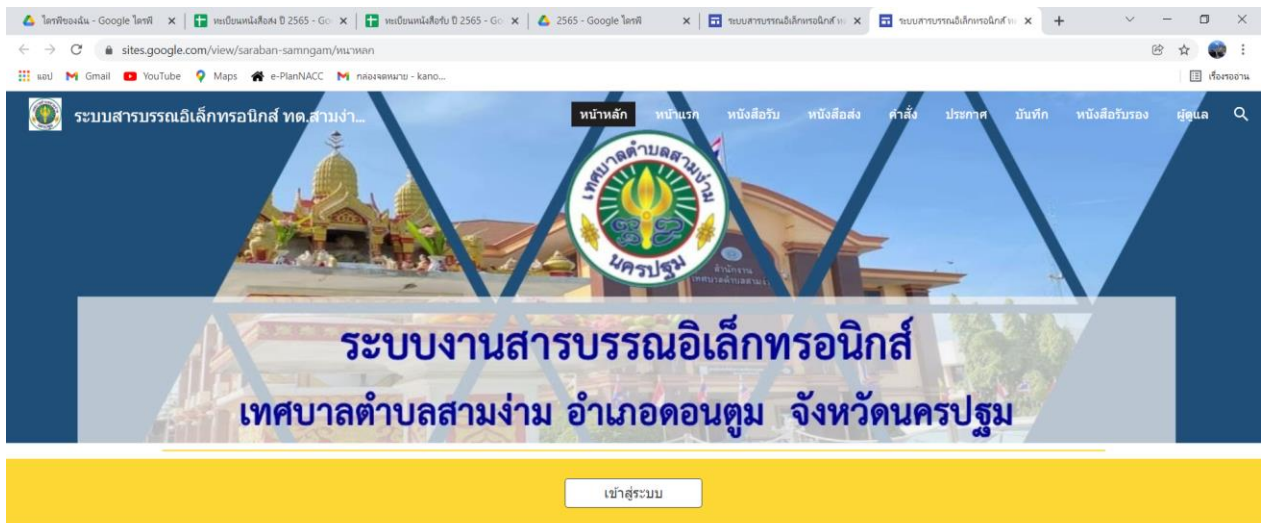 ไดรฟ์ของฉัน - Google ไดรฟ์
ทะเบียนหนังสือส่ง ปี 2565 - Go
ทะเบียนหนังสือรับ ปี 2565 - Go
2565 - Google ไดรฟ์
ระบบสารบรรณอิเล็กทรอนิกส์ ท
ระบบสารบรรณอิเล็กทรอนิกส์ ท
sites.google.com/view/saraban-samngam/หน้าหลัก
แอป Gmail YouTube Maps e-PlanNACC กล่องจดหมาย - kano... เรื่องรออ่าน
ระบบสารบรรณอิเล็กทรอนิกส์ ทต.สามง่า...
หน้าหลัก หน้าแรก หนังสือรับ หนังสือส่ง คำสั่ง ประกาศ บันทึก หนังสือรับรอง ผู้ดูแล
เทศบาลตำบลสามง่าม
นครปฐม
สำนักงาน
ระบบงานสารบรรณอิเล็กทรอนิกส์
เทศบาลตำบลสามง่าม อำเภอดอนตูม จังหวัดนครปฐม
เข้าสู่ระบบ